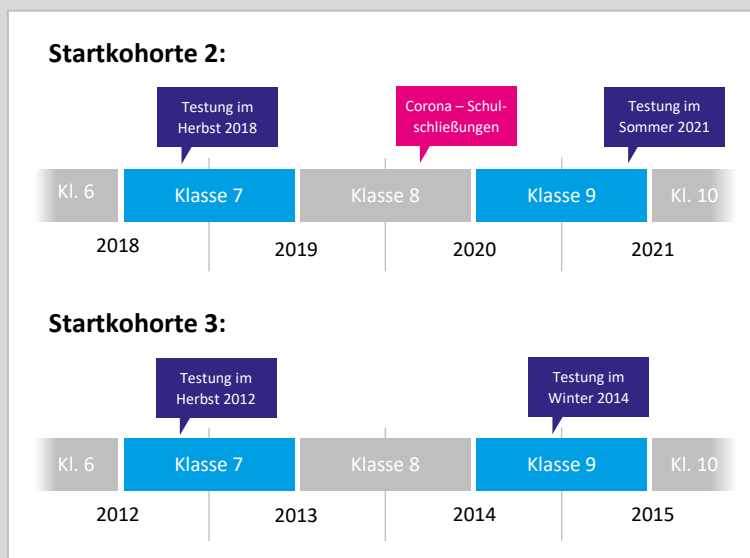 Startkohorte 2:
Testung im
Herbst 2018
Corona – Schul-
schließungen
Testung im
Sommer 2021
Kl. 6
Klasse 7
Klasse 8
Klasse 9
Kl. 10
2018
2019
2020
2021
Startkohorte 3:
Testung im
Herbst 2012
Testung im
Winter 2014
Kl. 6
Klasse 7
Klasse 8
Klasse 9
Kl. 10
2012
2013
2014
2015